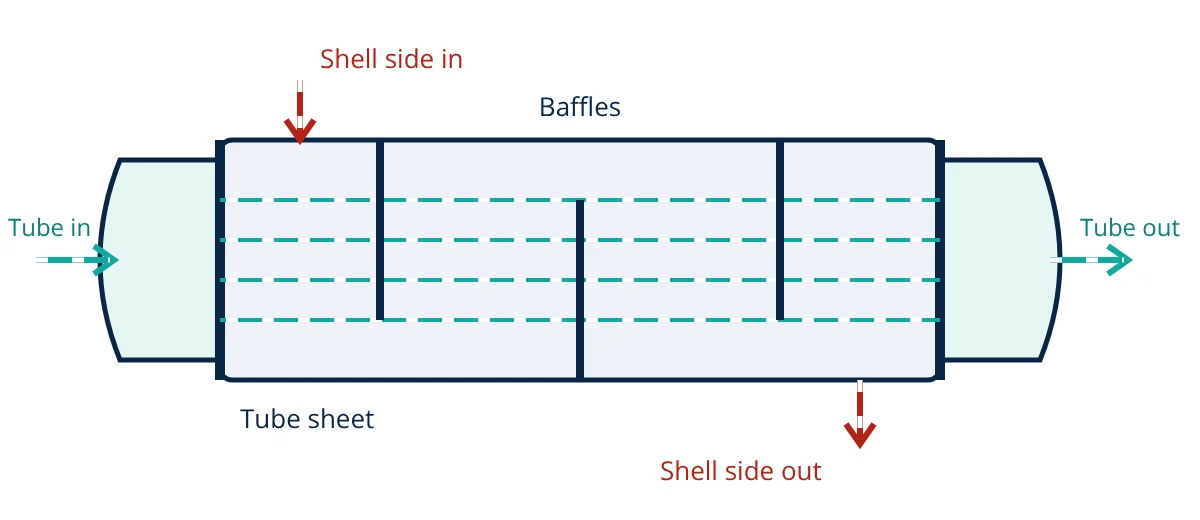 Shell side in
Baffles
Tube in
Tube out
Tube sheet
Shell side out